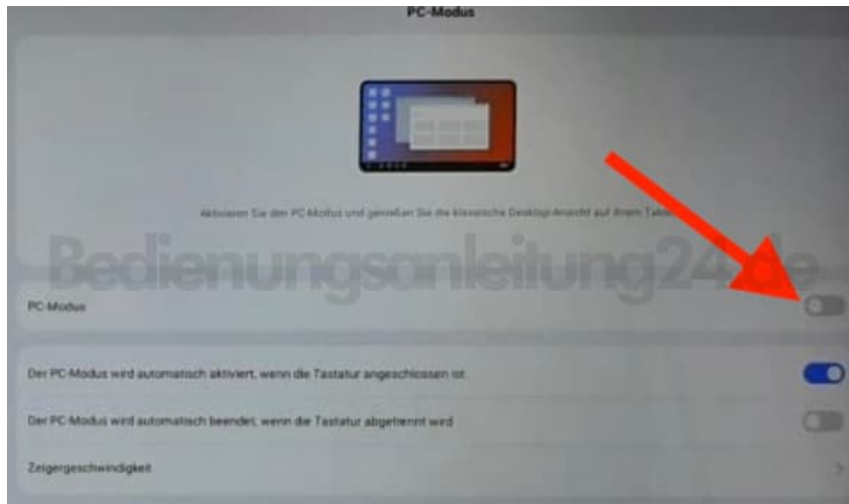 PC-Modus
Aktivieren Sie den PC-Modus und genießen Sie die klassische Desktop-Ansicht auf Ihrem
Bedienungsanleitung24.de
PC-Modus
Der PC-Modus wird automatisch aktiviert, wenn die Tastatur angeschlossen ist
Der PC-Modus wird automatisch beendet, wenn die Tastatur abgetrennt wird
Zeigergeschwindigkeit